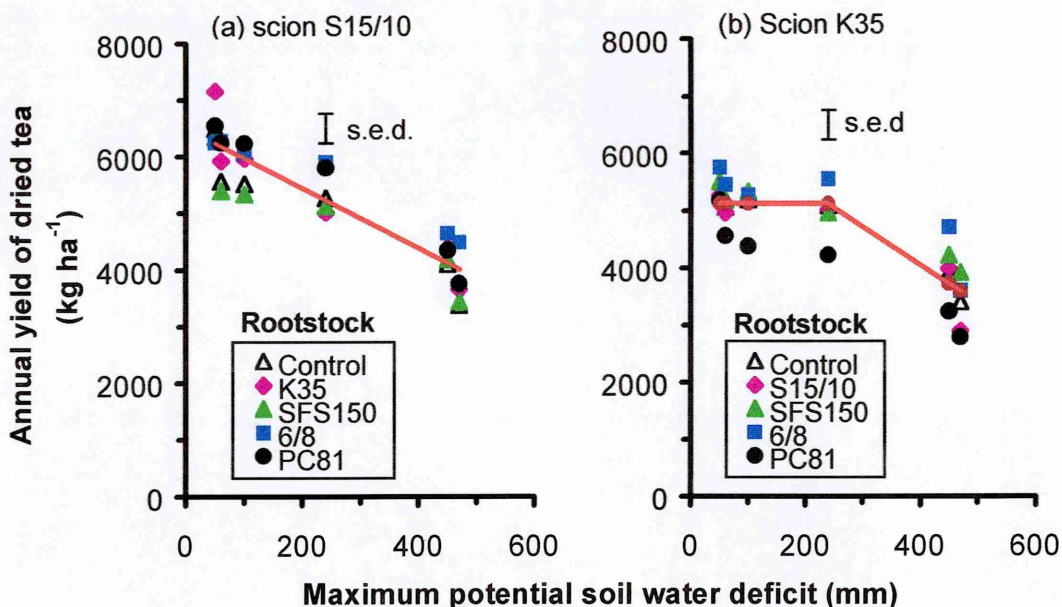 (a) scion S15/10
(b) Scion K35
Annual yield of dried tea
(kg ha⁻¹)
8000
6000
4000
2000
0
s.e.d.
Rootstock
Control
K35
SFS150
6/8
PC81
0
200
400
600
8000
6000
4000
2000
0
s.e.d
Rootstock
Control
S15/10
SFS150
6/8
PC81
0
200
400
600
Maximum potential soil water deficit (mm)